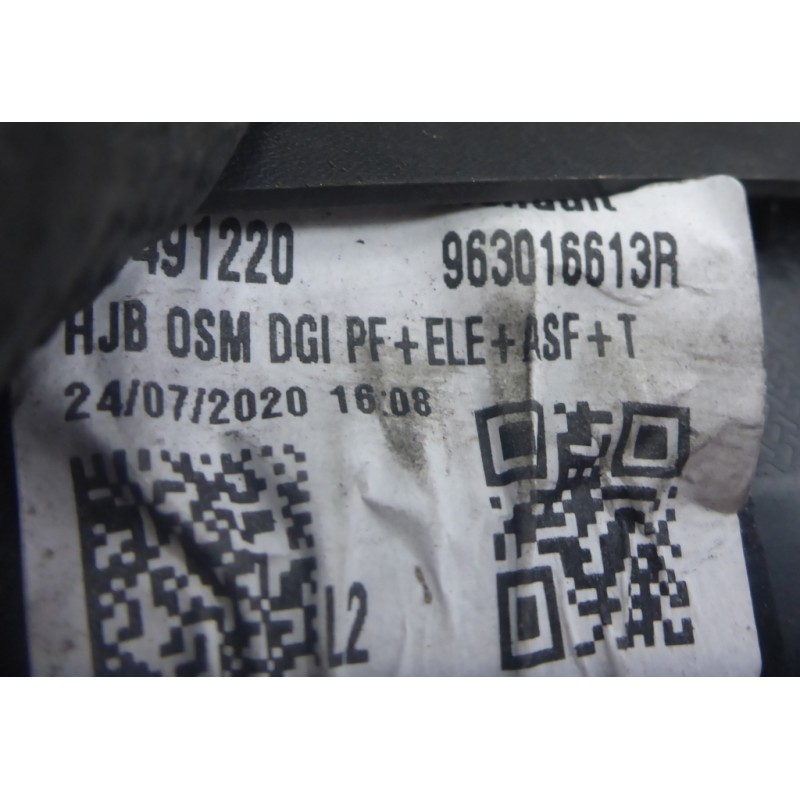 491220 963016613R
HJB OSM DGI PF+ELE+ASF+T
24/07/2020 16:08
L2